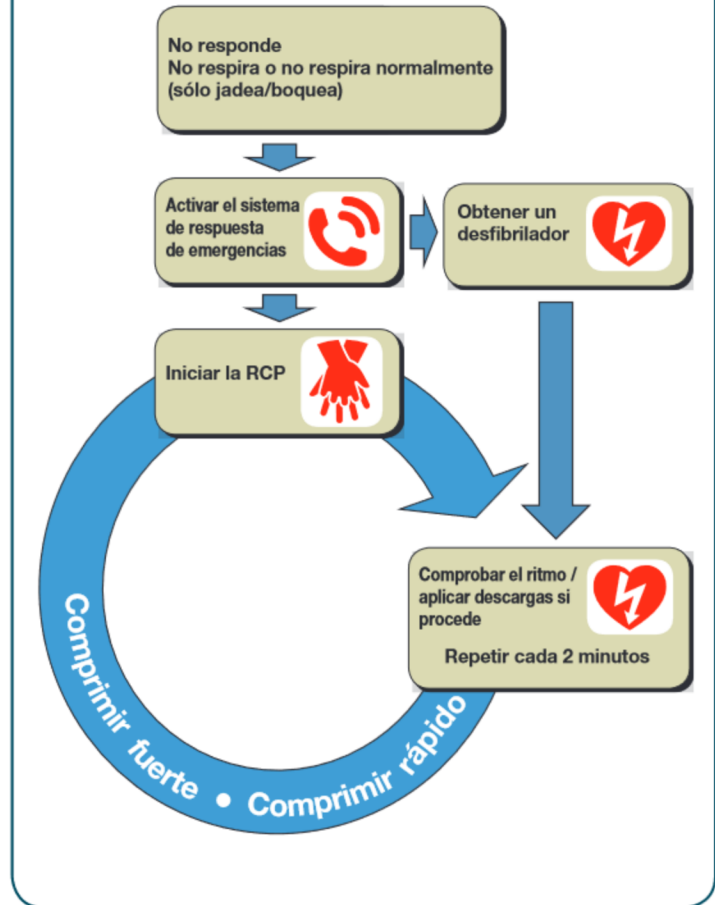 No responde
No respira o no respira normalmente
(sólo jadea/boquea)
Activar el sistema
de respuesta
de emergencias
Obtener un
desfibrilador
Iniciar la RCP
Comprobar el ritmo /
aplicar descargas si
procede
Repetir cada 2 minutos
Comprimir fuerte • Comprimir rápido